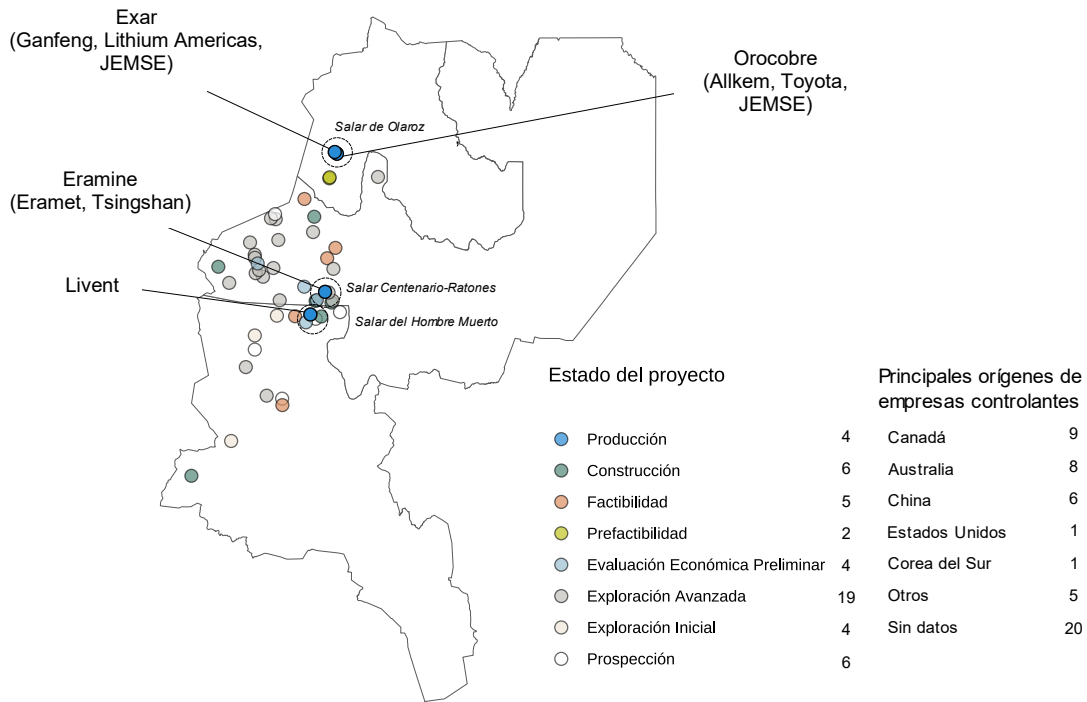 Exar
(Ganfeng, Lithium Americas,
JEMSE)
Orocobre
(Allkem, Toyota,
JEMSE)
Salar de Olaroz
Eramine
(Eramet, Tsingshan)
Livent
Salar Centenario-Ratones
Salar del Hombre Muerto
Estado del proyecto
Producción 4
Construcción 6
Factibilidad 5
Prefactibilidad 2
Evaluación Económica Preliminar 4
Exploración Avanzada 19
Exploración Inicial 4
Prospección 6
Principales orígenes de
empresas controlantes
Canadá 9
Australia 8
China 6
Estados Unidos 1
Corea del Sur 1
Otros 5
Sin datos 20